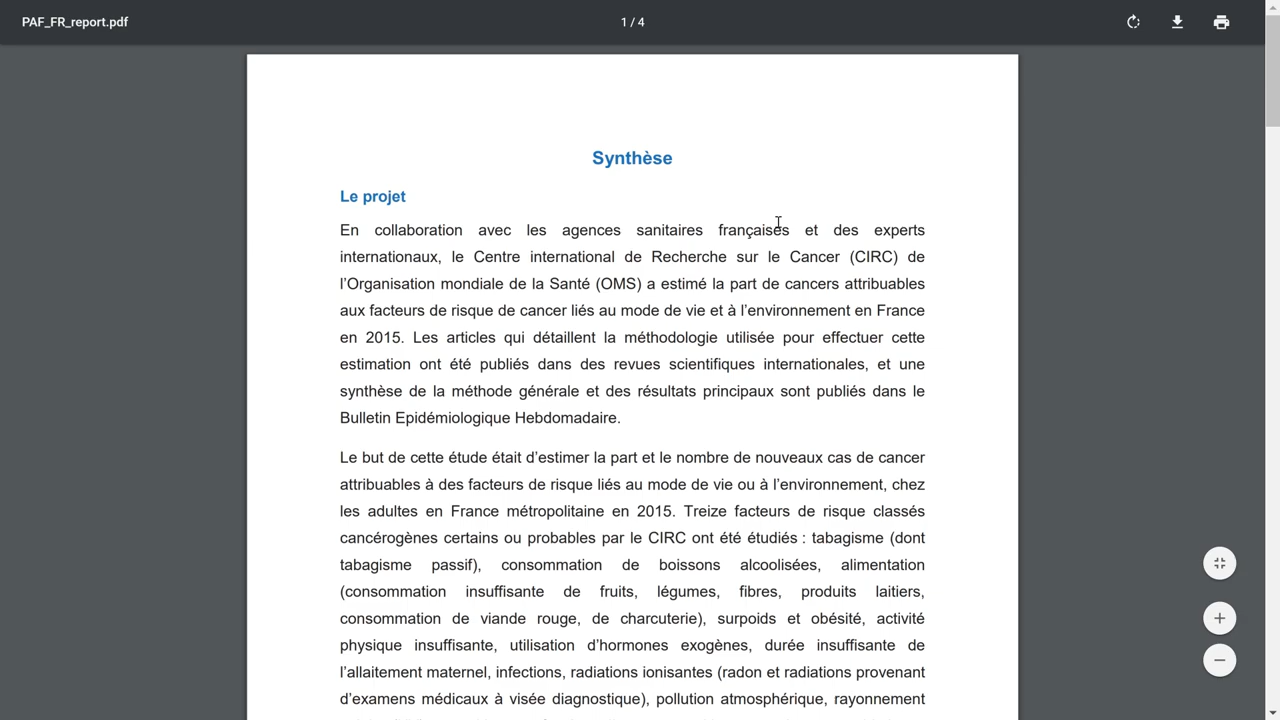 PAF_FR_report.pdf
1 / 4
Synthèse
Le projet
En collaboration avec les agences sanitaires françaises et des experts
internationaux, le Centre international de Recherche sur le Cancer (CIRC) de
l’Organisation mondiale de la Santé (OMS) a estimé la part de cancers attribuables
aux facteurs de risque de cancer liés au mode de vie et à l’environnement en France
en 2015. Les articles qui détaillent la méthodologie utilisée pour effectuer cette
estimation ont été publiés dans des revues scientifiques internationales, et une
synthèse de la méthode générale et des résultats principaux sont publiés dans le
Bulletin Epidémiologique Hebdomadaire.
Le but de cette étude était d’estimer la part et le nombre de nouveaux cas de cancer
attribuables à des facteurs de risque liés au mode de vie ou à l’environnement, chez
les adultes en France métropolitaine en 2015. Treize facteurs de risque classés
cancérogènes certains ou probables par le CIRC ont été étudiés : tabagisme (dont
tabagisme passif), consommation de boissons alcoolisées, alimentation
(consommation insuffisante de fruits, légumes, fibres, produits laitiers,
consommation de viande rouge, de charcuterie), surpoids et obésité, activité
physique insuffisante, utilisation d’hormones exogènes, durée insuffisante de
l’allaitement maternel, infections, radiations ionisantes (radon et radiations provenant
d’examens médicaux à visée diagnostique), pollution atmosphérique, rayonnement